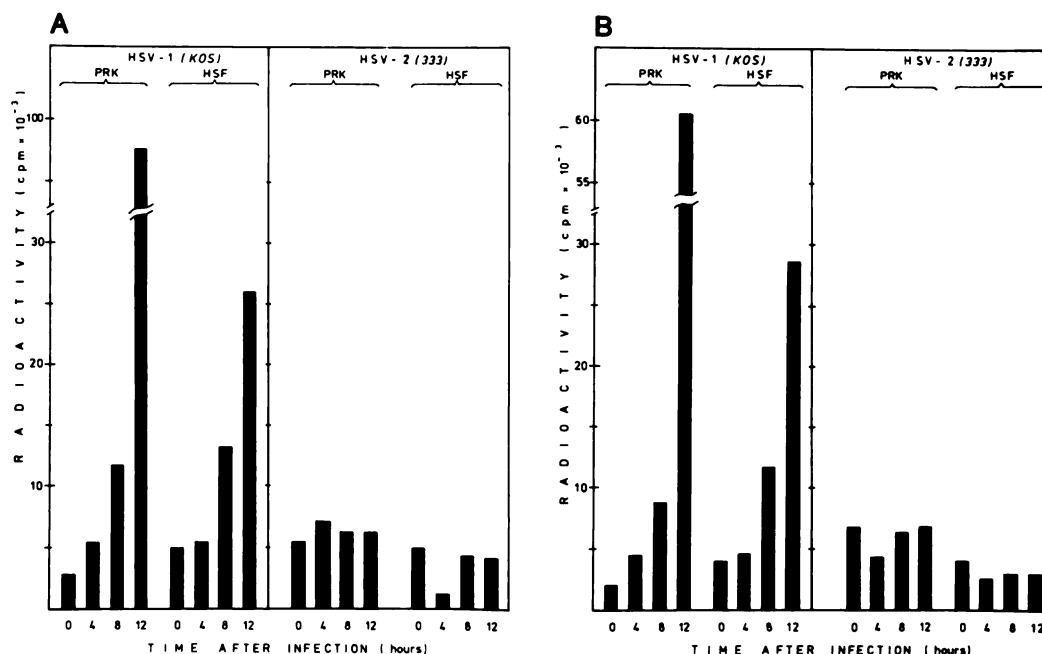 A
HSV-1 (KOS)
HSV-2 (333)
PRK
HSF
PRK
HSF
RADIOACTIVITY (cpm × 10⁻³)
100
30
20
10
0 4 8 12 0 4 8 12 0 4 8 12 0 4 8 12
TIME AFTER INFECTION (hours)
B
HSV-1 (KOS)
HSV-2 (333)
PRK
HSF
PRK
HSF
RADIOACTIVITY (cpm × 10⁻³)
60
55
30
20
10
0 4 8 12 0 4 8 12 0 4 8 12 0 4 8 12
TIME AFTER INFECTION (hours)